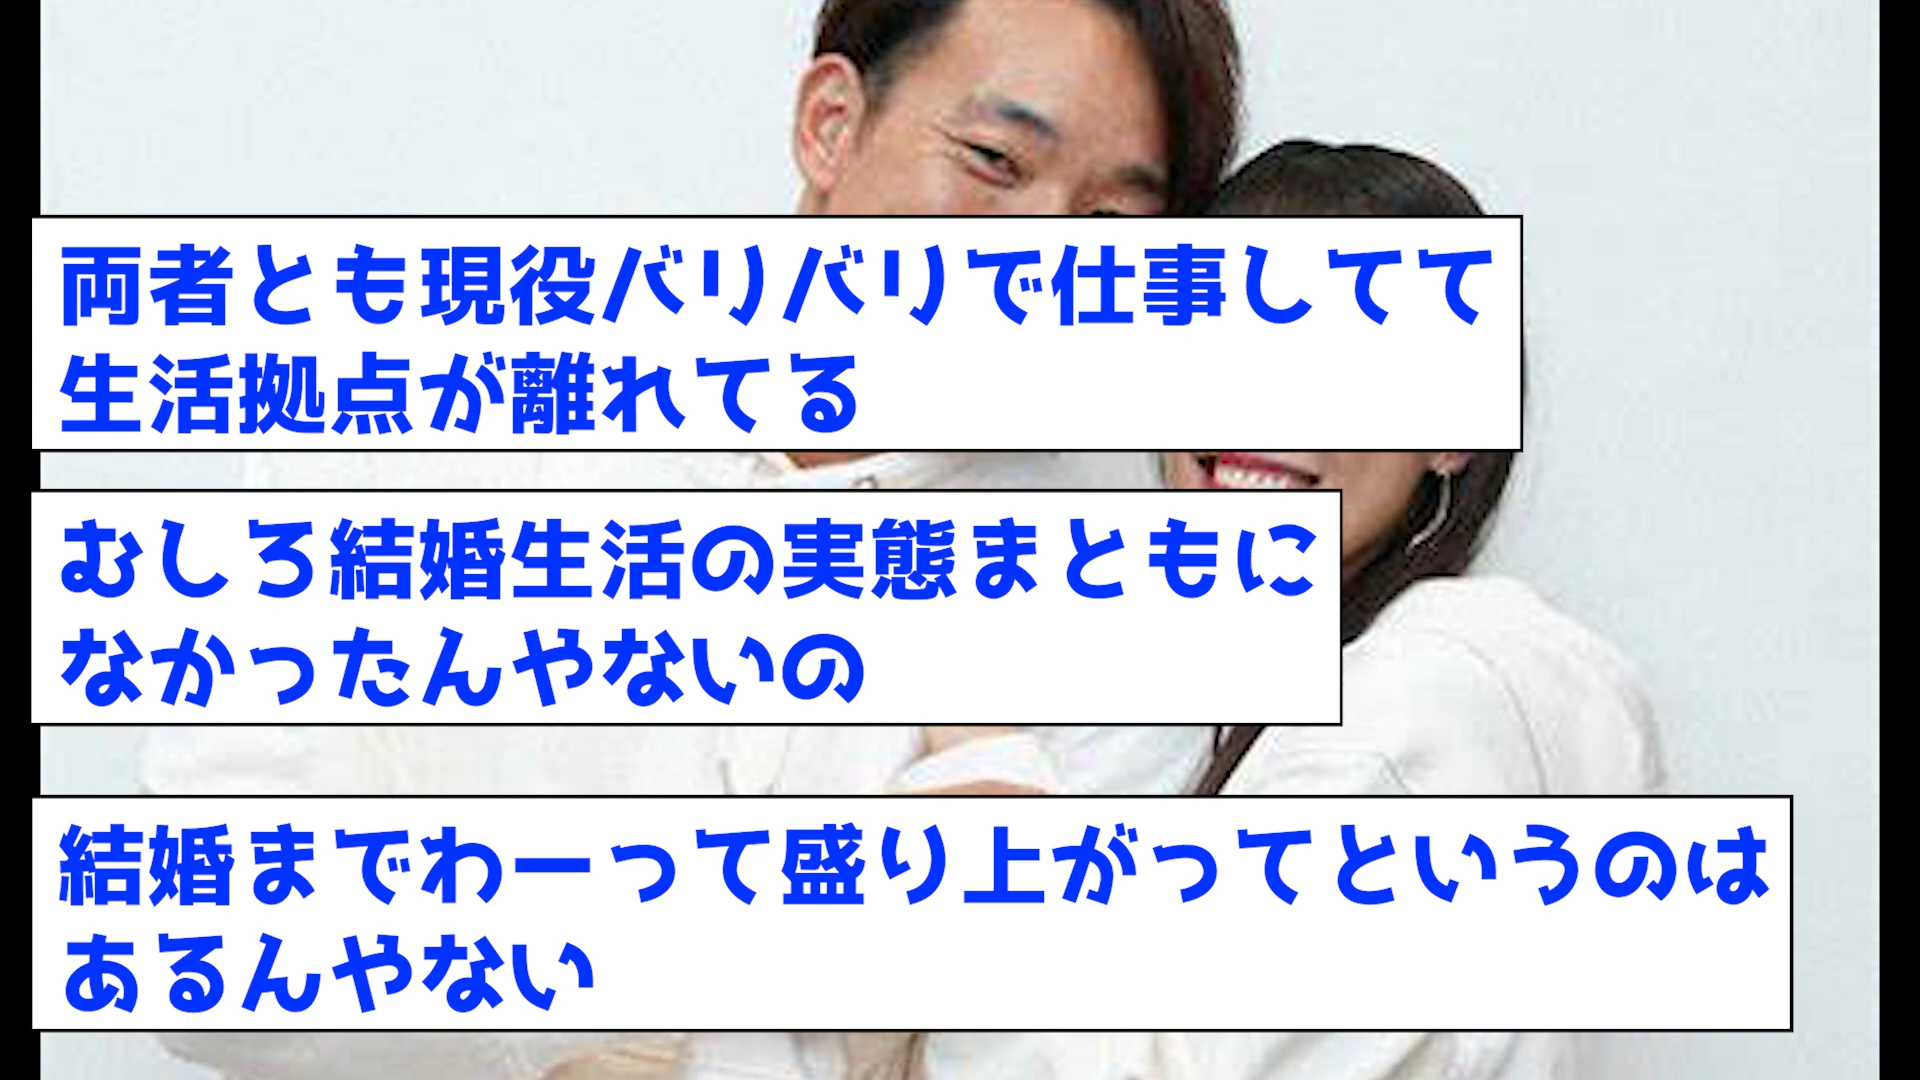 両者とも現役バリバリで仕事してて
生活拠点が離れてる
むしろ結婚生活の実態まともに
なかったんやないの
結婚までわーって盛り上がってというのは
あるんやない